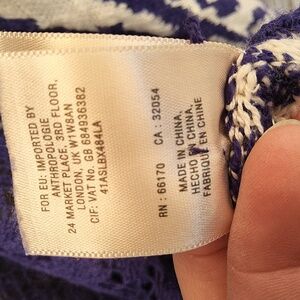 FOR EU: IMPORTED BY
ANTHROPOLOGIE
24 MARKET PLACE, 3RD FLOOR,
LONDON, UK W1W8AN
CIF: VAT No. GB 684936382
41ASLBX484LA
RN : 66170 CA : 32054
MADE IN CHINA,
HECHO EN CHINA,
FABRIQUÉ EN CHINE